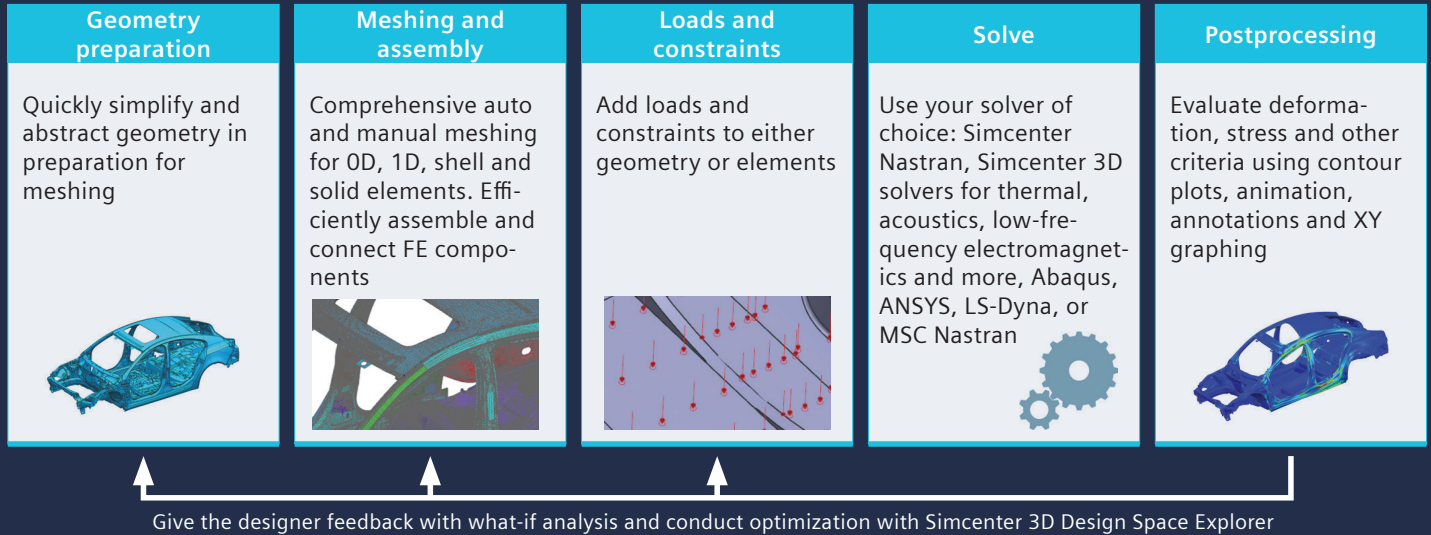 Geometry
preparation
Quickly simplify and
abstract geometry in
preparation for
meshing
Meshing and
assembly
Comprehensive auto
and manual meshing
for 0D, 1D, shell and
solid elements. Effi-
ciently assemble and
connect FE compo-
nents
Loads and
constraints
Add loads and
constraints to either
geometry or elements
Solve
Use your solver of
choice: Simcenter
Nastran, Simcenter 3D
solvers for thermal,
acoustics, low-fre-
quency electromagnet-
ics and more, Abaqus,
ANSYS, LS-Dyna, or
MSC Nastran
Postprocessing
Evaluate deforma-
tion, stress and other
criteria using contour
plots, animation,
annotations and XY
graphing
Give the designer feedback with what-if analysis and conduct optimization with Simcenter 3D Design Space Explorer